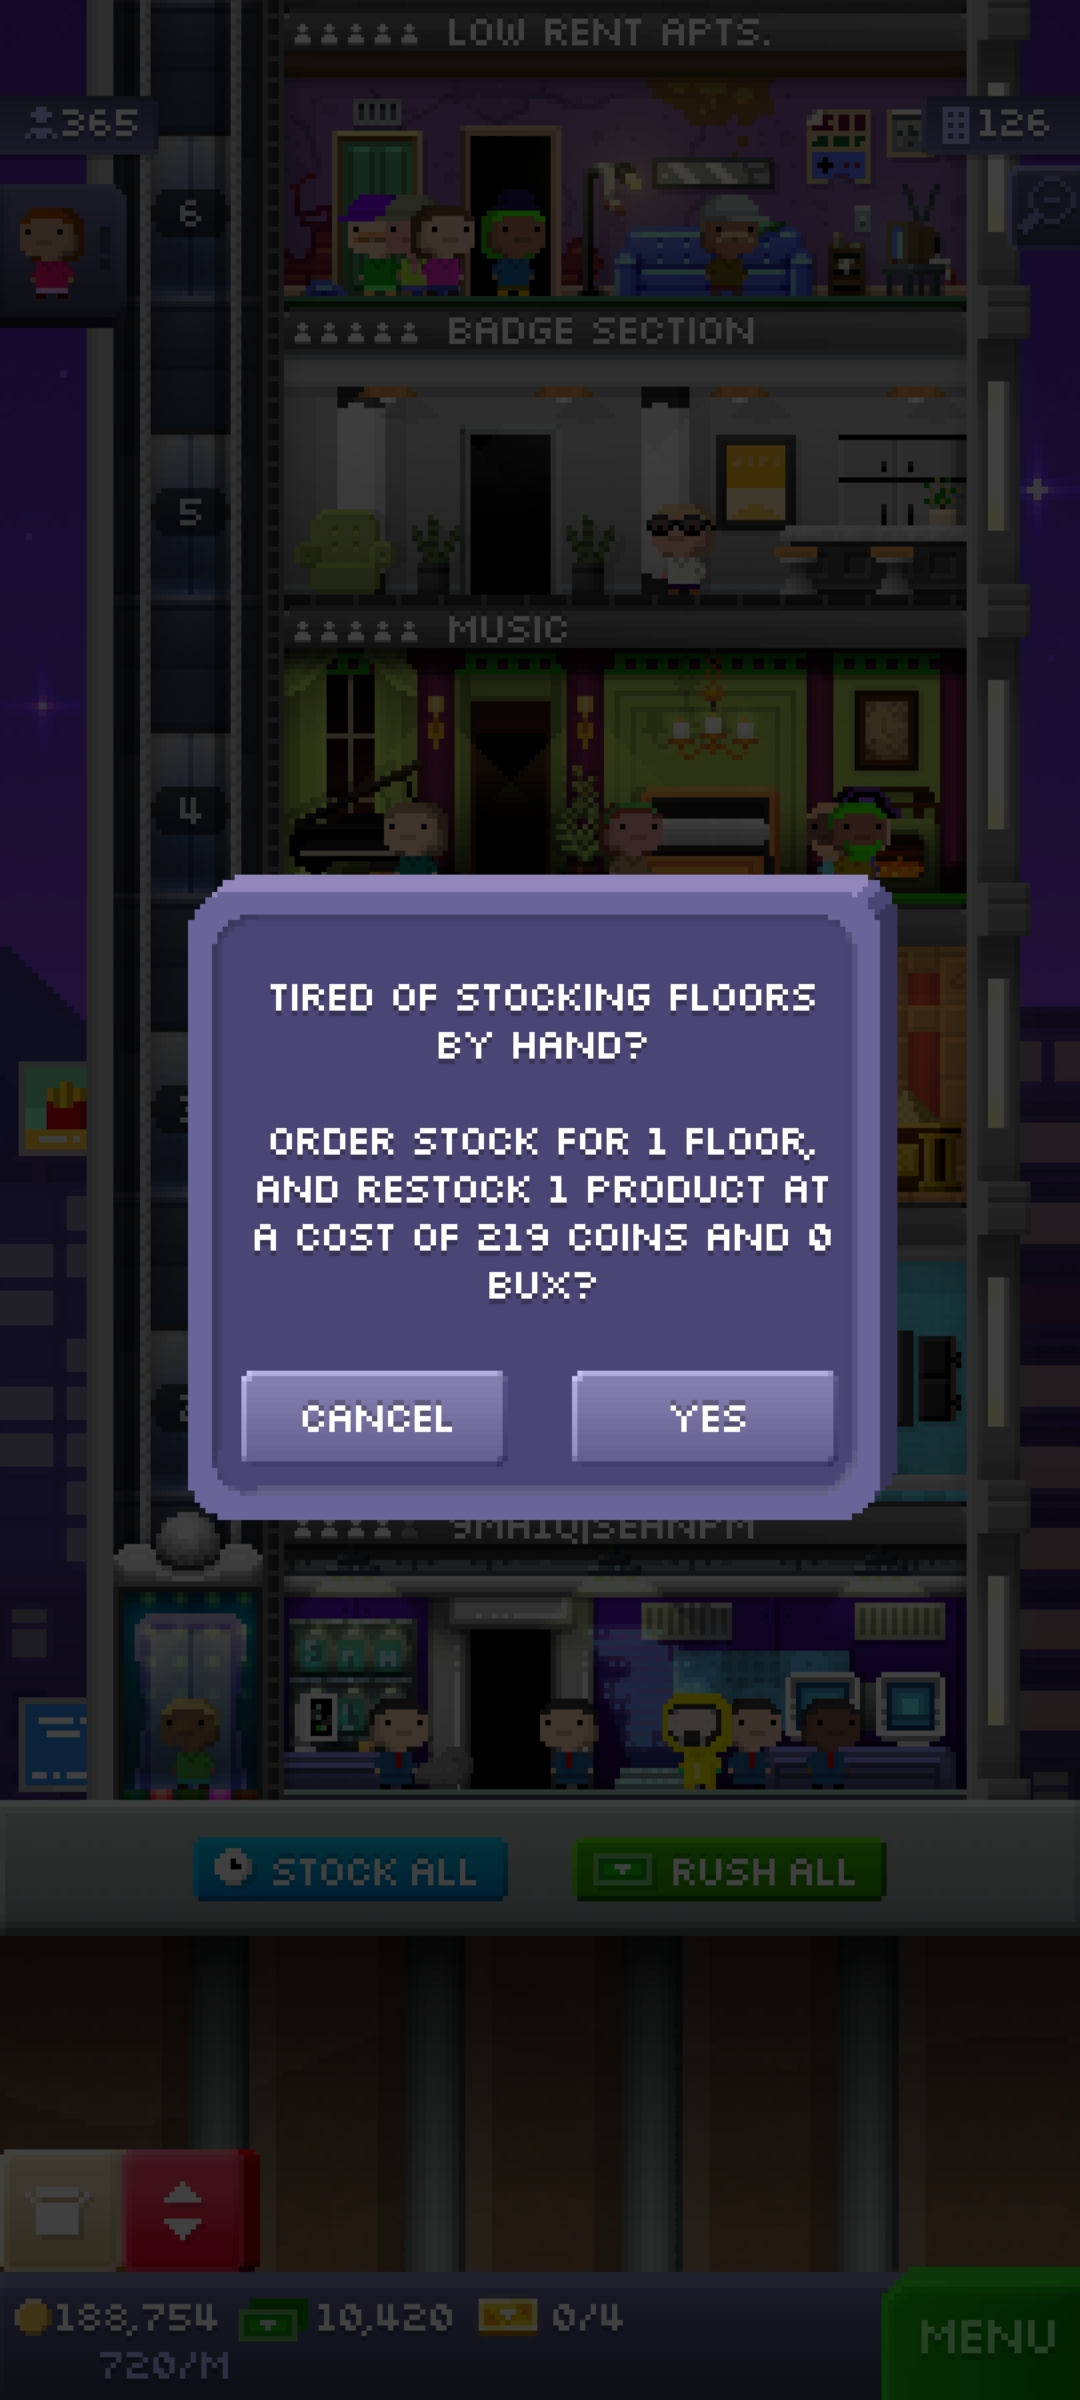 LOW RENT APTS.
365
126
6
BADGE SECTION
5
MUSIC
4
TIRED OF STOCKING FLOORS
BY HAND?
ORDER STOCK FOR 1 FLOOR,
AND RESTOCK 1 PRODUCT AT
A COST OF 219 COINS AND 0
BUX?
CANCEL
YES
STOCK ALL
RUSH ALL
188,754
10,420
0/4
720/M
MENU